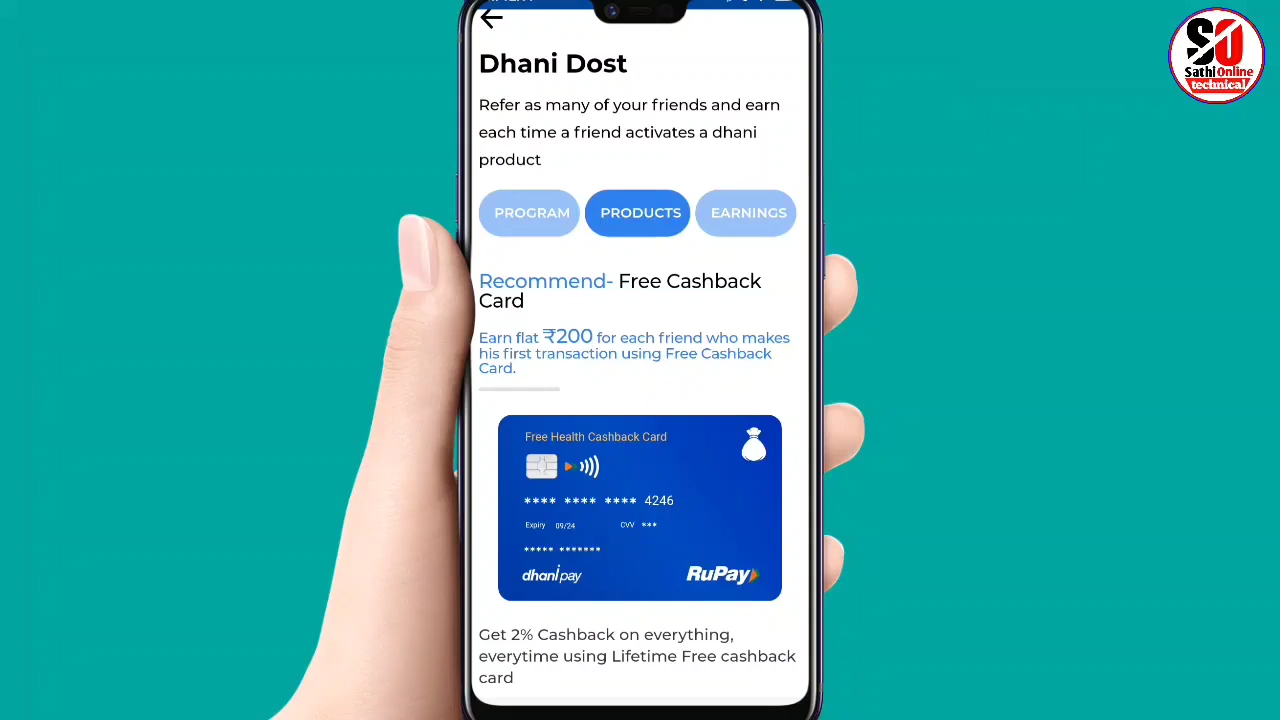 SO
Sathi Online
technical
Dhani Dost
Refer as many of your friends and earn
each time a friend activates a dhani
product
PROGRAM PRODUCTS EARNINGS
Recommend- Free Cashback
Card
Earn flat ₹200 for each friend who makes
his first transaction using Free Cashback
Card.
Free Health Cashback Card
**** **** **** 4246
Expiry 09/24 CVV ***
***** *******
dhani pay RuPay
Get 2% Cashback on everything,
everytime using Lifetime Free cashback
card